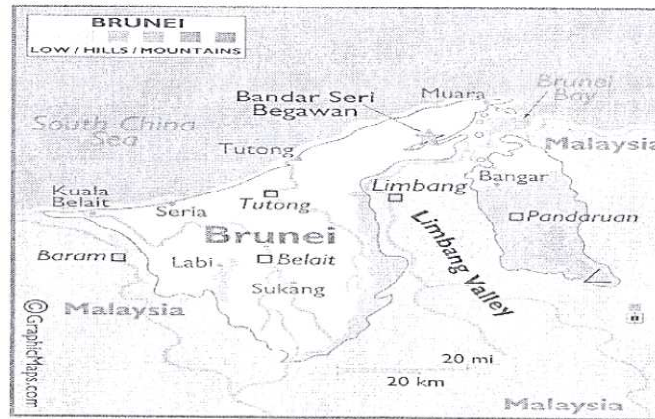 BRUNEI
LOW / HILLS / MOUNTAINS
Muara
Brunei
Bay
Bandar Seri
Begawan
South China
Sea
Malaysia
Tutong
Bangar
Kuala
Belait
Limbang
Seria
Tutong
Pandaruan
Brunei
Limbang Valley
Baram
Labi
Belait
Sukang
Malaysia
20 mi
20 km
Malaysia
©GraphicMaps.com